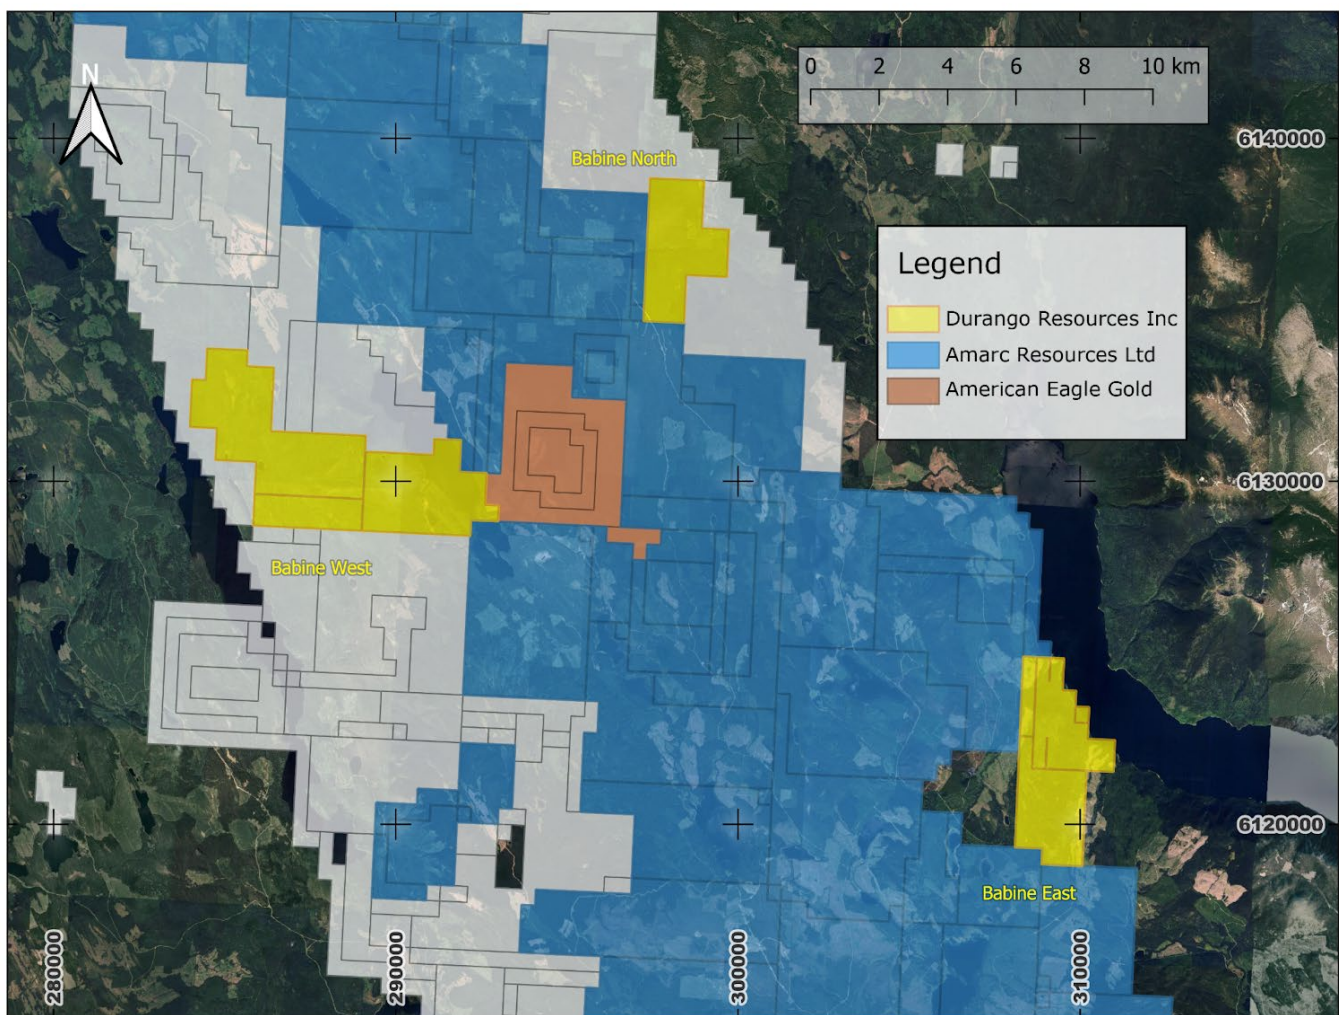 N
0 2 4 6 8 10 km
6140000
Babine North
Legend
Durango Resources Inc
Amarc Resources Ltd
American Eagle Gold
6130000
Babine West
6120000
Babine East
280000
290000
300000
310000